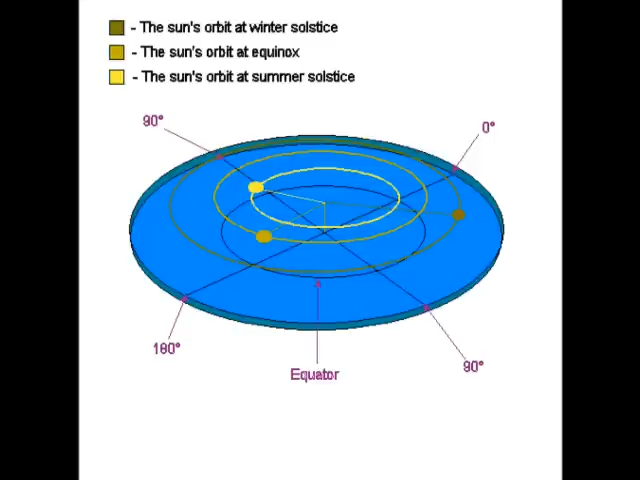 - The sun's orbit at winter solstice
- The sun's orbit at equinox
- The sun's orbit at summer solstice
90°
0°
180°
90°
Equator